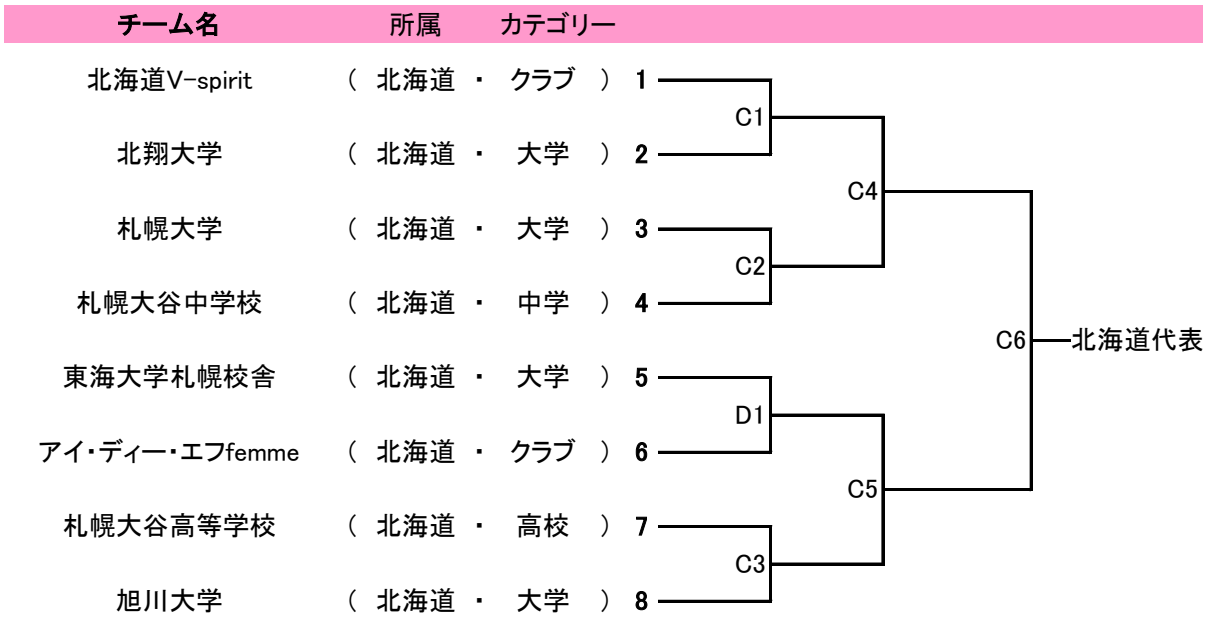 チーム名 所属 カテゴリー
北海道V-spirit ( 北海道 ・ クラブ ) 1
C1
北翔大学 ( 北海道 ・ 大学 ) 2
C4
札幌大学 ( 北海道 ・ 大学 ) 3
C2
札幌大谷中学校 ( 北海道 ・ 中学 ) 4
C6 北海道代表
東海大学札幌校舎 ( 北海道 ・ 大学 ) 5
D1
アイ・ディー・エフfemme ( 北海道 ・ クラブ ) 6
C5
札幌大谷高等学校 ( 北海道 ・ 高校 ) 7
C3
旭川大学 ( 北海道 ・ 大学 ) 8